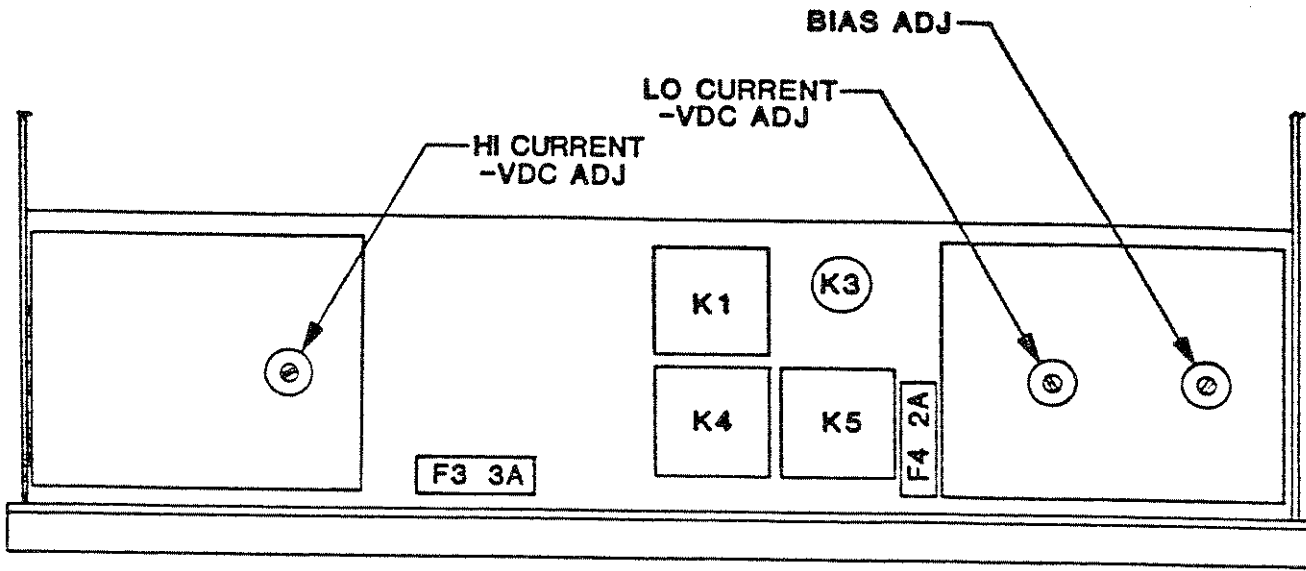 BIAS ADJ
LO CURRENT
-VDC ADJ
HI CURRENT
-VDC ADJ
K1
K3
K4
K5
F4 2A
F3 3A